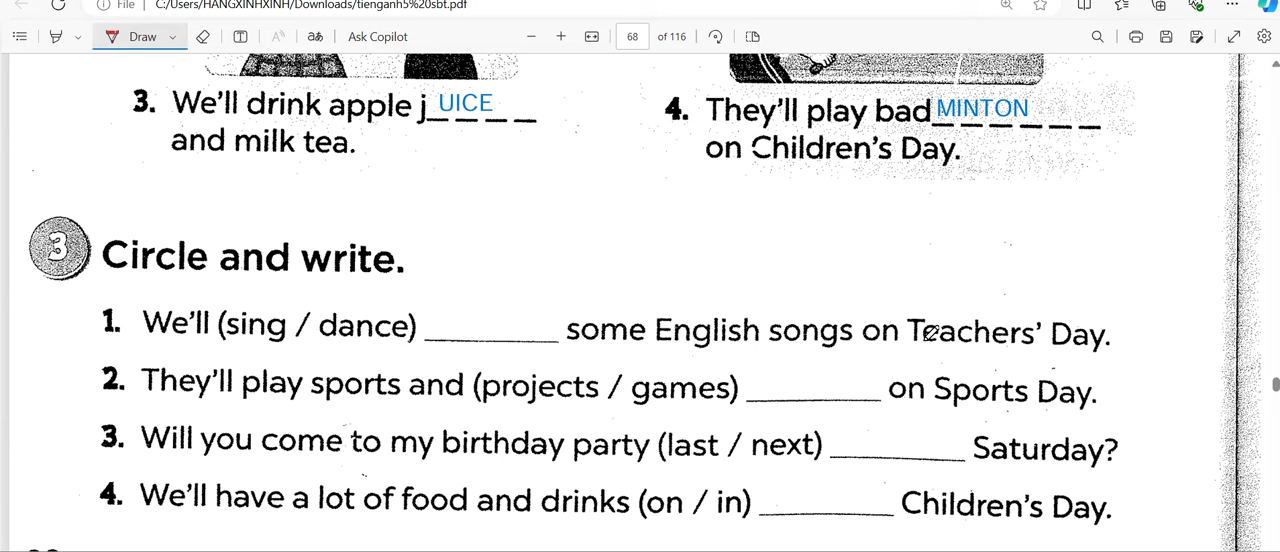 File C:/Users/HANGXINHXINH/Downloads/tienganh5%20sbt.pdf
Draw aあ Ask Copilot 68 of 116
3. We'll drink apple j_UICE_ _ _ _
and milk tea.
4. They'll play bad MINTON_ _ _ _ _ _
on Children's Day.
3 Circle and write.
1. We'll (sing / dance) ________ some English songs on Teachers' Day.
2. They'll play sports and (projects / games) ________ on Sports Day.
3. Will you come to my birthday party (last / next) ________ Saturday?
4. We'll have a lot of food and drinks (on / in) ________ Children's Day.